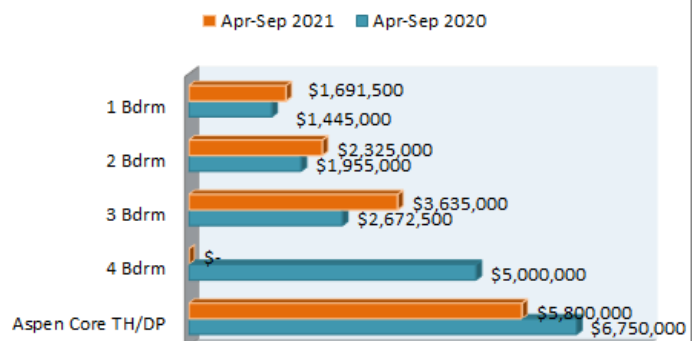 Apr-Sep 2021 Apr-Sep 2020
1 Bdrm
$1,691,500
$1,445,000
2 Bdrm
$2,325,000
$1,955,000
3 Bdrm
$3,635,000
$2,672,500
4 Bdrm
$-
$5,000,000
Aspen Core TH/DP
$5,800,000
$6,750,000